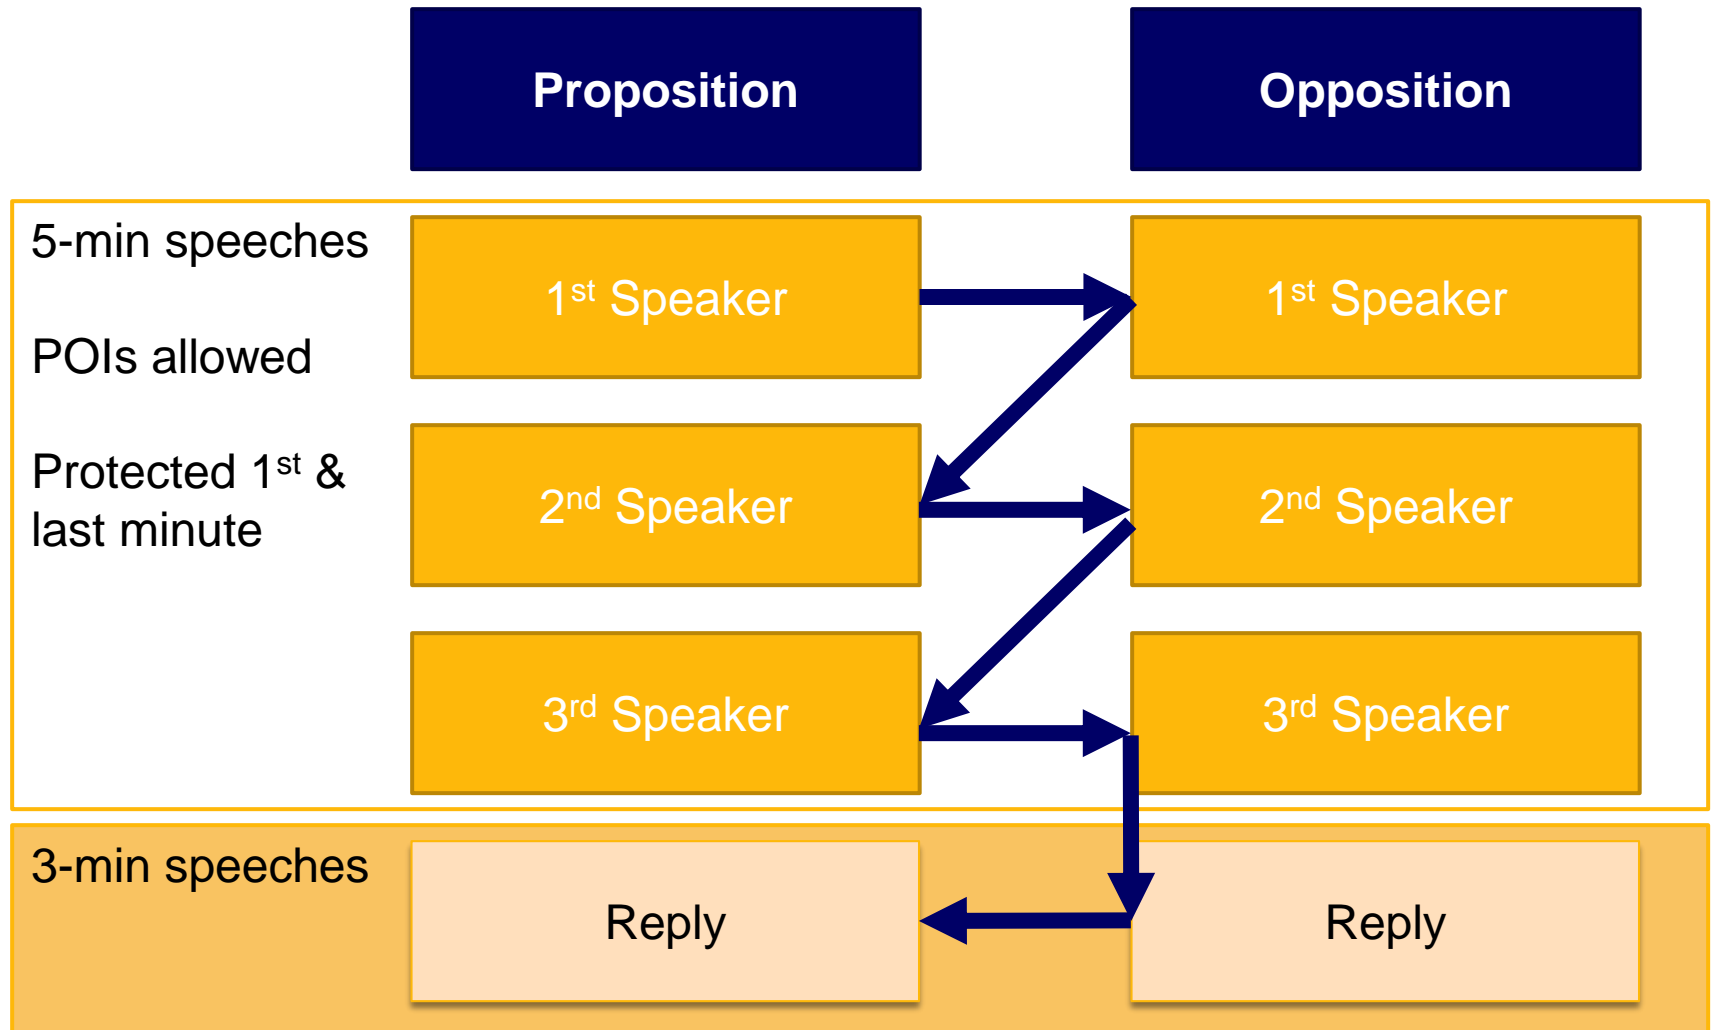 Proposition
Opposition
5-min speeches
POIs allowed
Protected 1st &
last minute
1st Speaker
1st Speaker
2nd Speaker
2nd Speaker
3rd Speaker
3rd Speaker
3-min speeches
Reply
Reply